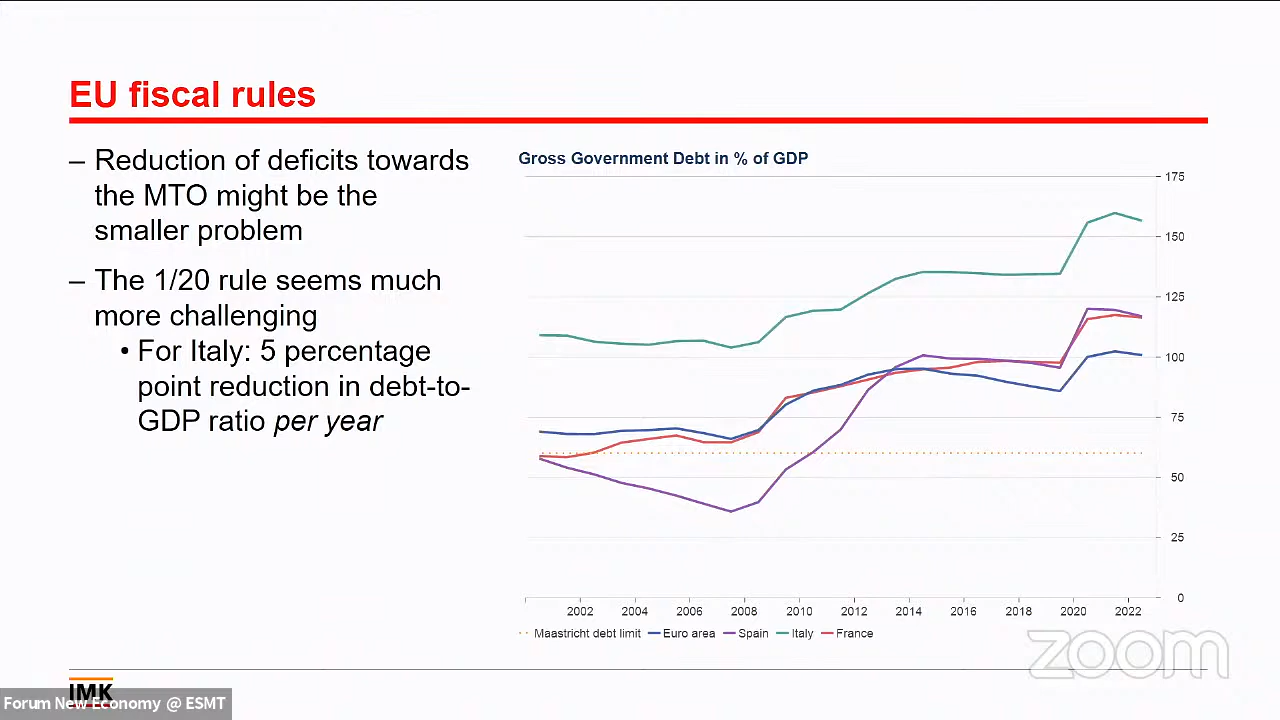 EU fiscal rules
– Reduction of deficits towards
the MTO might be the
smaller problem
– The 1/20 rule seems much
more challenging
• For Italy: 5 percentage
point reduction in debt-to-
GDP ratio per year
Gross Government Debt in % of GDP
175
150
125
100
75
50
25
0
2002 2004 2006 2008 2010 2012 2014 2016 2018 2020 2022
Maastricht debt limit Euro area Spain Italy France
zoom
IMK
Forum New Economy @ ESMT